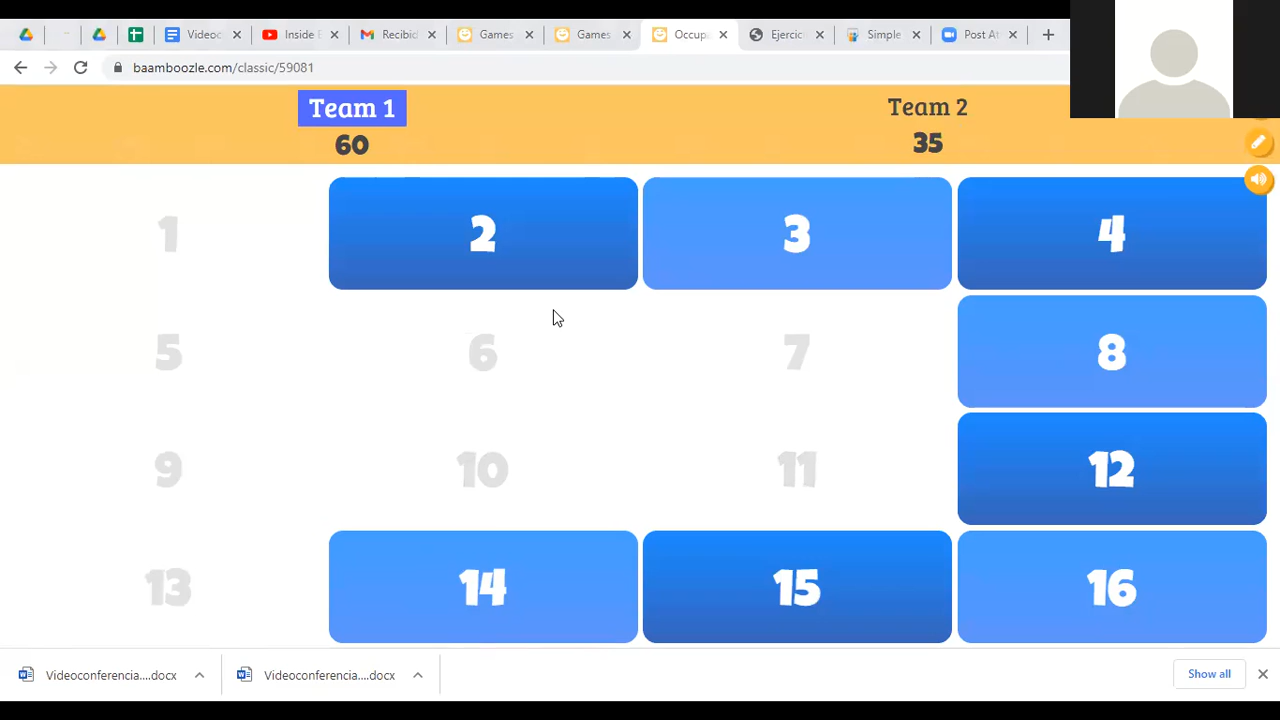 Videoc Inside E Recibid Games Games Occupa Ejercic Simple Post At
baamboozle.com/classic/59081
Team 1 Team 2
60 35
1 2 3 4
5 6 7 8
9 10 11 12
13 14 15 16
Videoconferencia....docx Videoconferencia....docx Show all